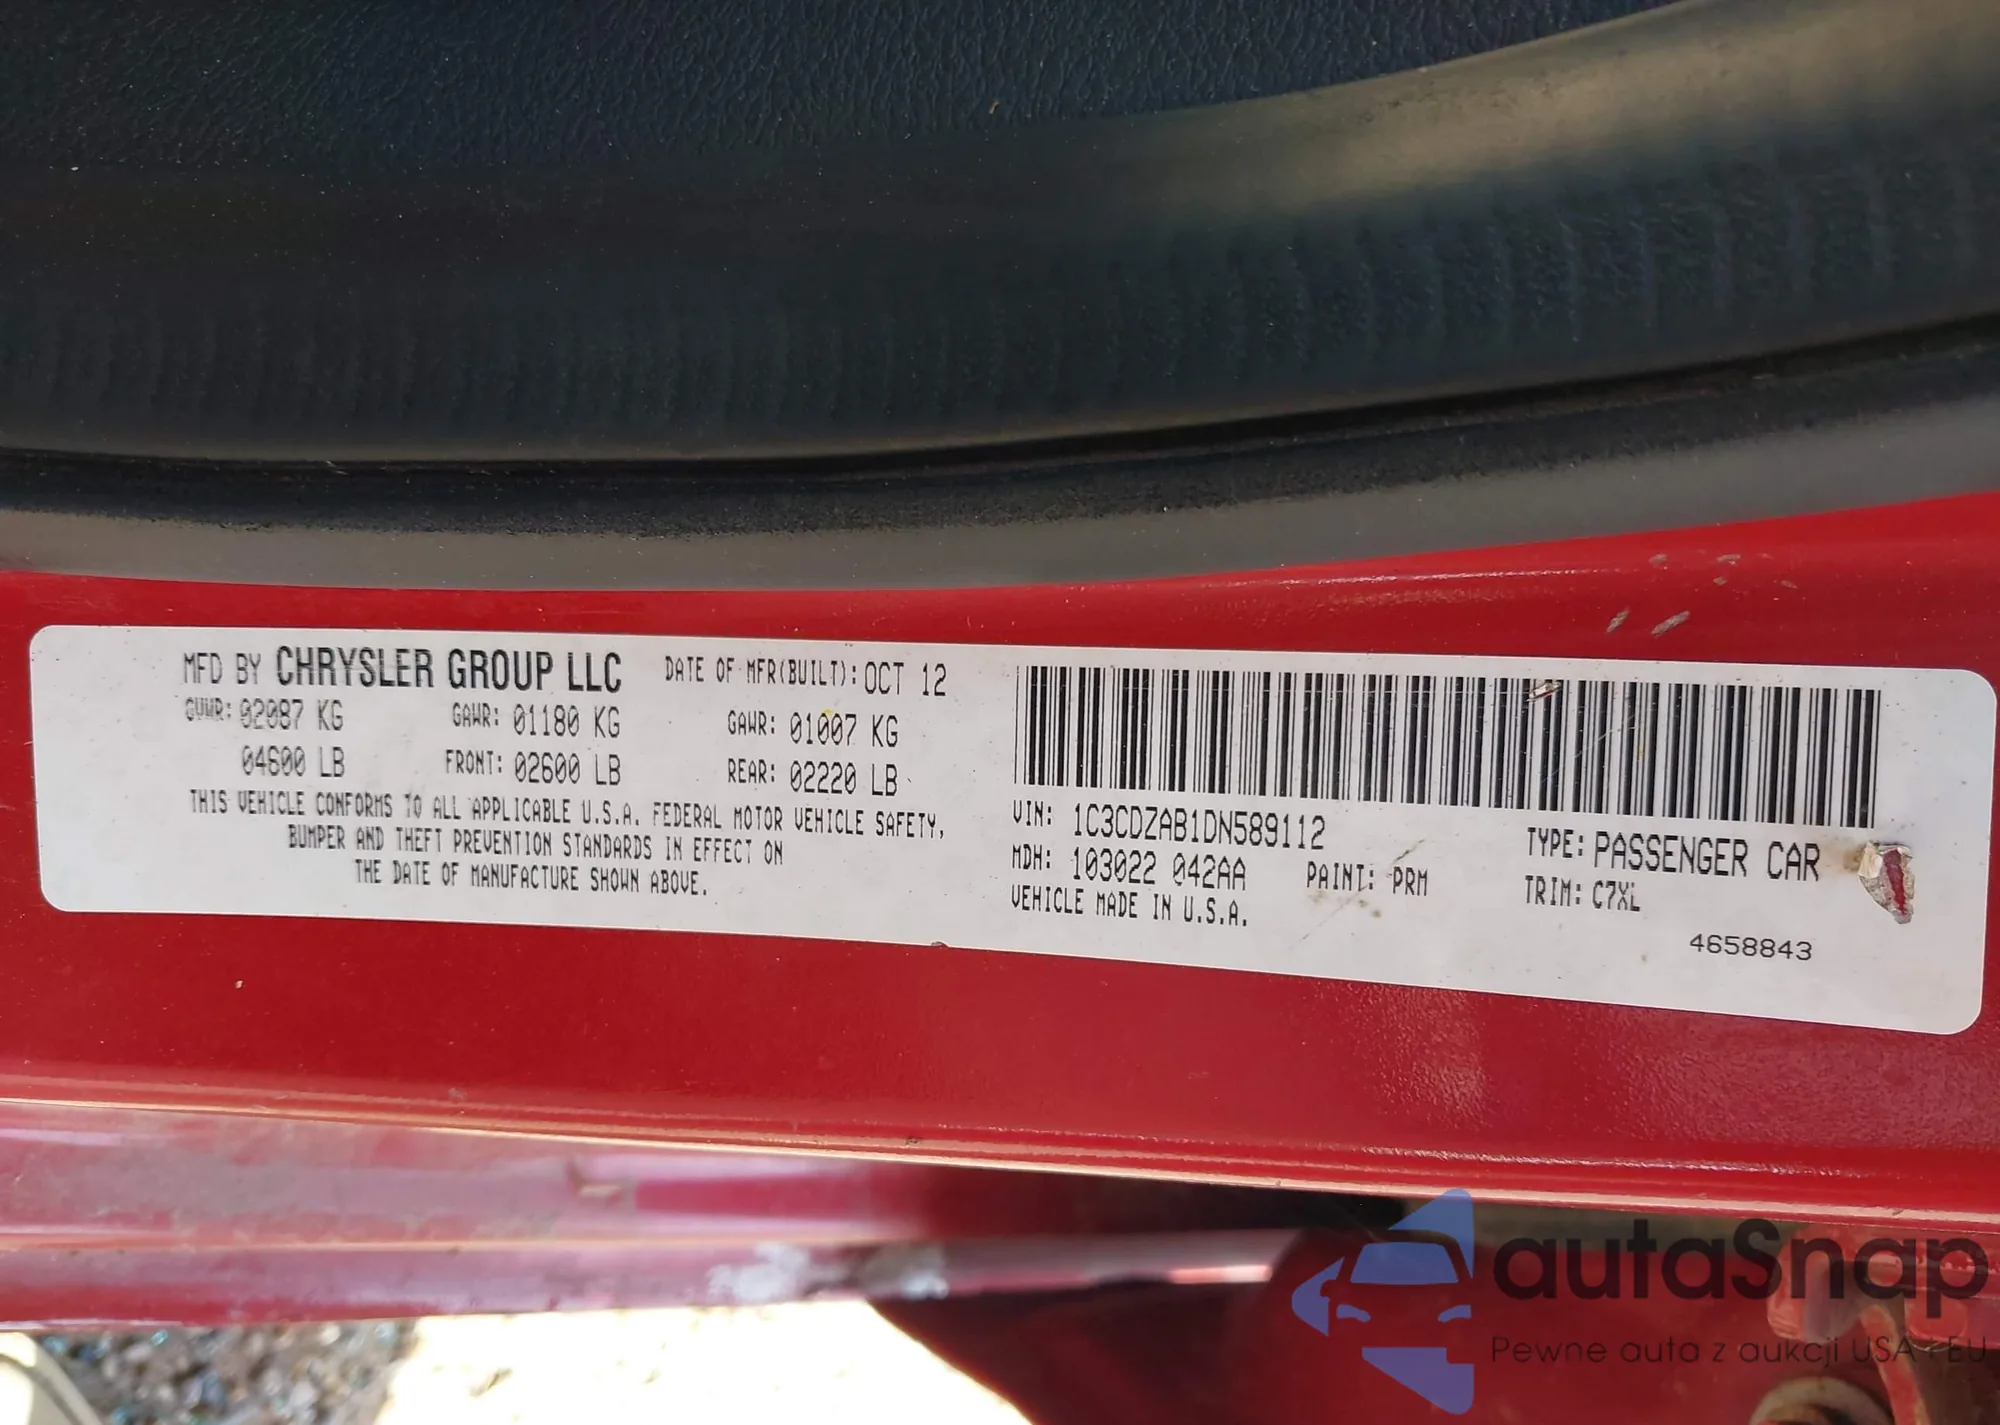 MFD BY CHRYSLER GROUP LLC DATE OF MFR(BUILT): OCT 12
GVWR: 02087 KG GAWR: 01180 KG GAWR: 01007 KG
04600 LB FRONT: 02600 LB REAR: 02220 LB
THIS VEHICLE CONFORMS TO ALL APPLICABLE U.S.A. FEDERAL MOTOR VEHICLE SAFETY,
BUMPER AND THEFT PREVENTION STANDARDS IN EFFECT ON
THE DATE OF MANUFACTURE SHOWN ABOVE.
VIN: 1C3CDZAB1DN589112 TYPE: PASSENGER CAR
MDH: 103022 042AA PAINT: PRM TRIM: C7XL
VEHICLE MADE IN U.S.A.
4658843
autaSnap
Pewne auta z aukcji USA i EU